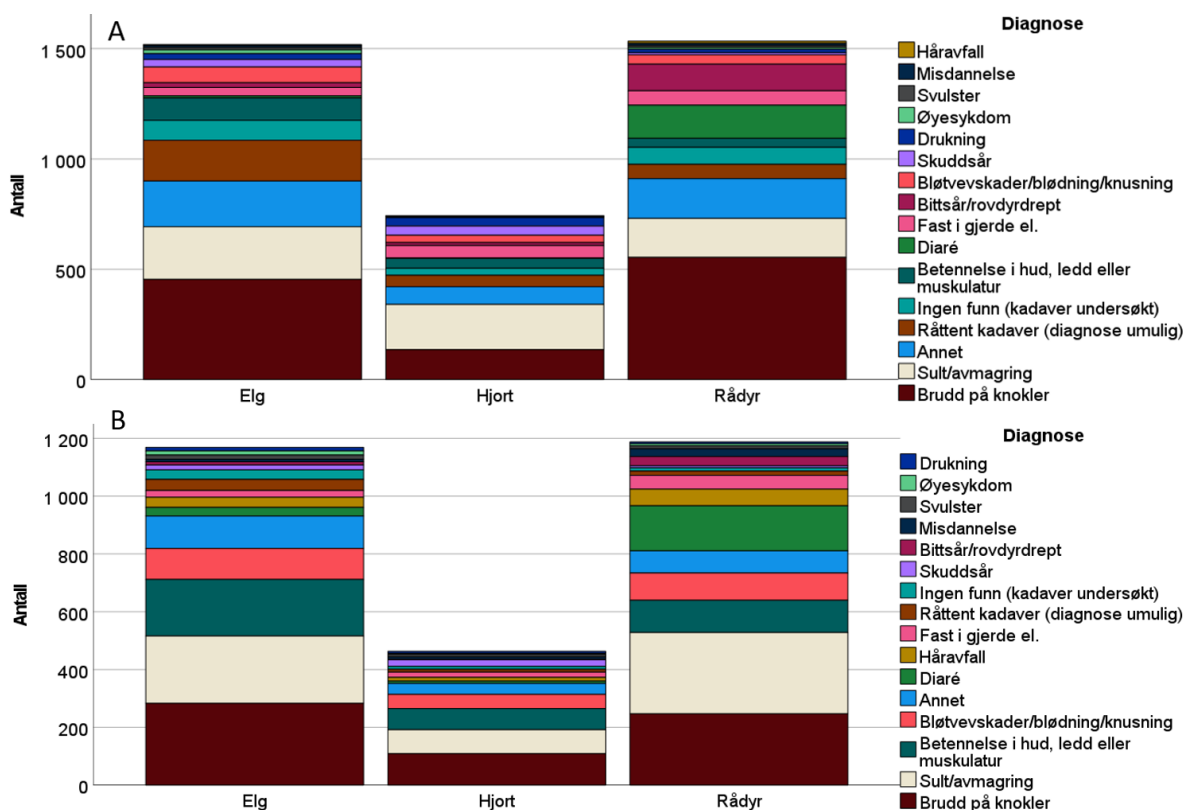 A
Antall
1 500
1 000
500
0
Elg
Hjort
Rådyr
Diagnose
Håravfall
Misdannelse
Svulster
Øyesykdom
Drukning
Skuddsår
Bløtvevskader/blødning/knusning
Bittsår/rovdyrdrept
Fast i gjerde el.
Diaré
Betennelse i hud, ledd eller
muskulatur
Ingen funn (kadaver undersøkt)
Råttent kadaver (diagnose umulig)
Annet
Sult/avmagring
Brudd på knokler
B
Antall
1 200
1 000
800
600
400
200
0
Elg
Hjort
Rådyr
Diagnose
Drukning
Øyesykdom
Svulster
Misdannelse
Bittsår/rovdyrdrept
Skuddsår
Ingen funn (kadaver undersøkt)
Råttent kadaver (diagnose umulig)
Fast i gjerde el.
Håravfall
Diaré
Annet
Bløtvevskader/blødning/knusning
Betennelse i hud, ledd eller
muskulatur
Sult/avmagring
Brudd på knokler